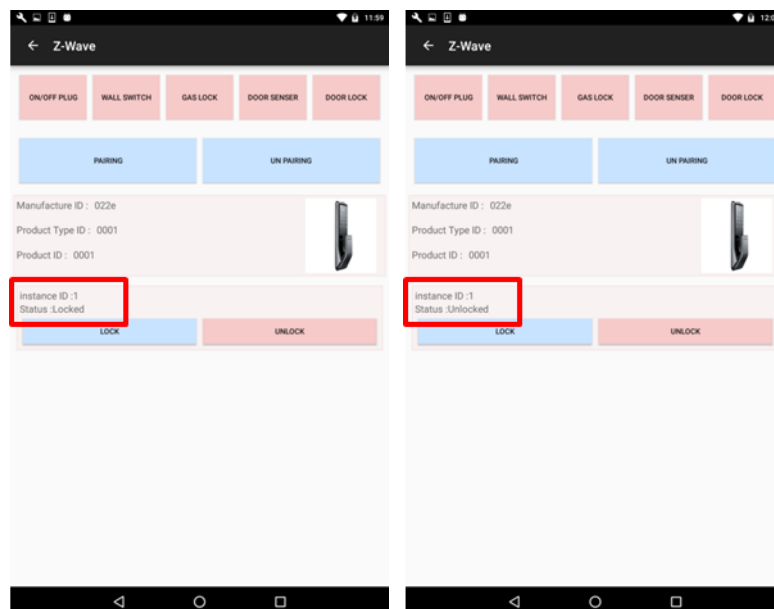 11:59
Z-Wave
ON/OFF PLUG WALL SWITCH GAS LOCK DOOR SENSER DOOR LOCK
PAIRING UN PAIRING
Manufacture ID : 022e
Product Type ID : 0001
Product ID : 0001
instance ID :1
Status :Locked
LOCK UNLOCK
Z-Wave
ON/OFF PLUG WALL SWITCH GAS LOCK DOOR SENSER DOOR LOCK
PAIRING UN PAIRING
Manufacture ID : 022e
Product Type ID : 0001
Product ID : 0001
instance ID :1
Status :Unlocked
LOCK UNLOCK